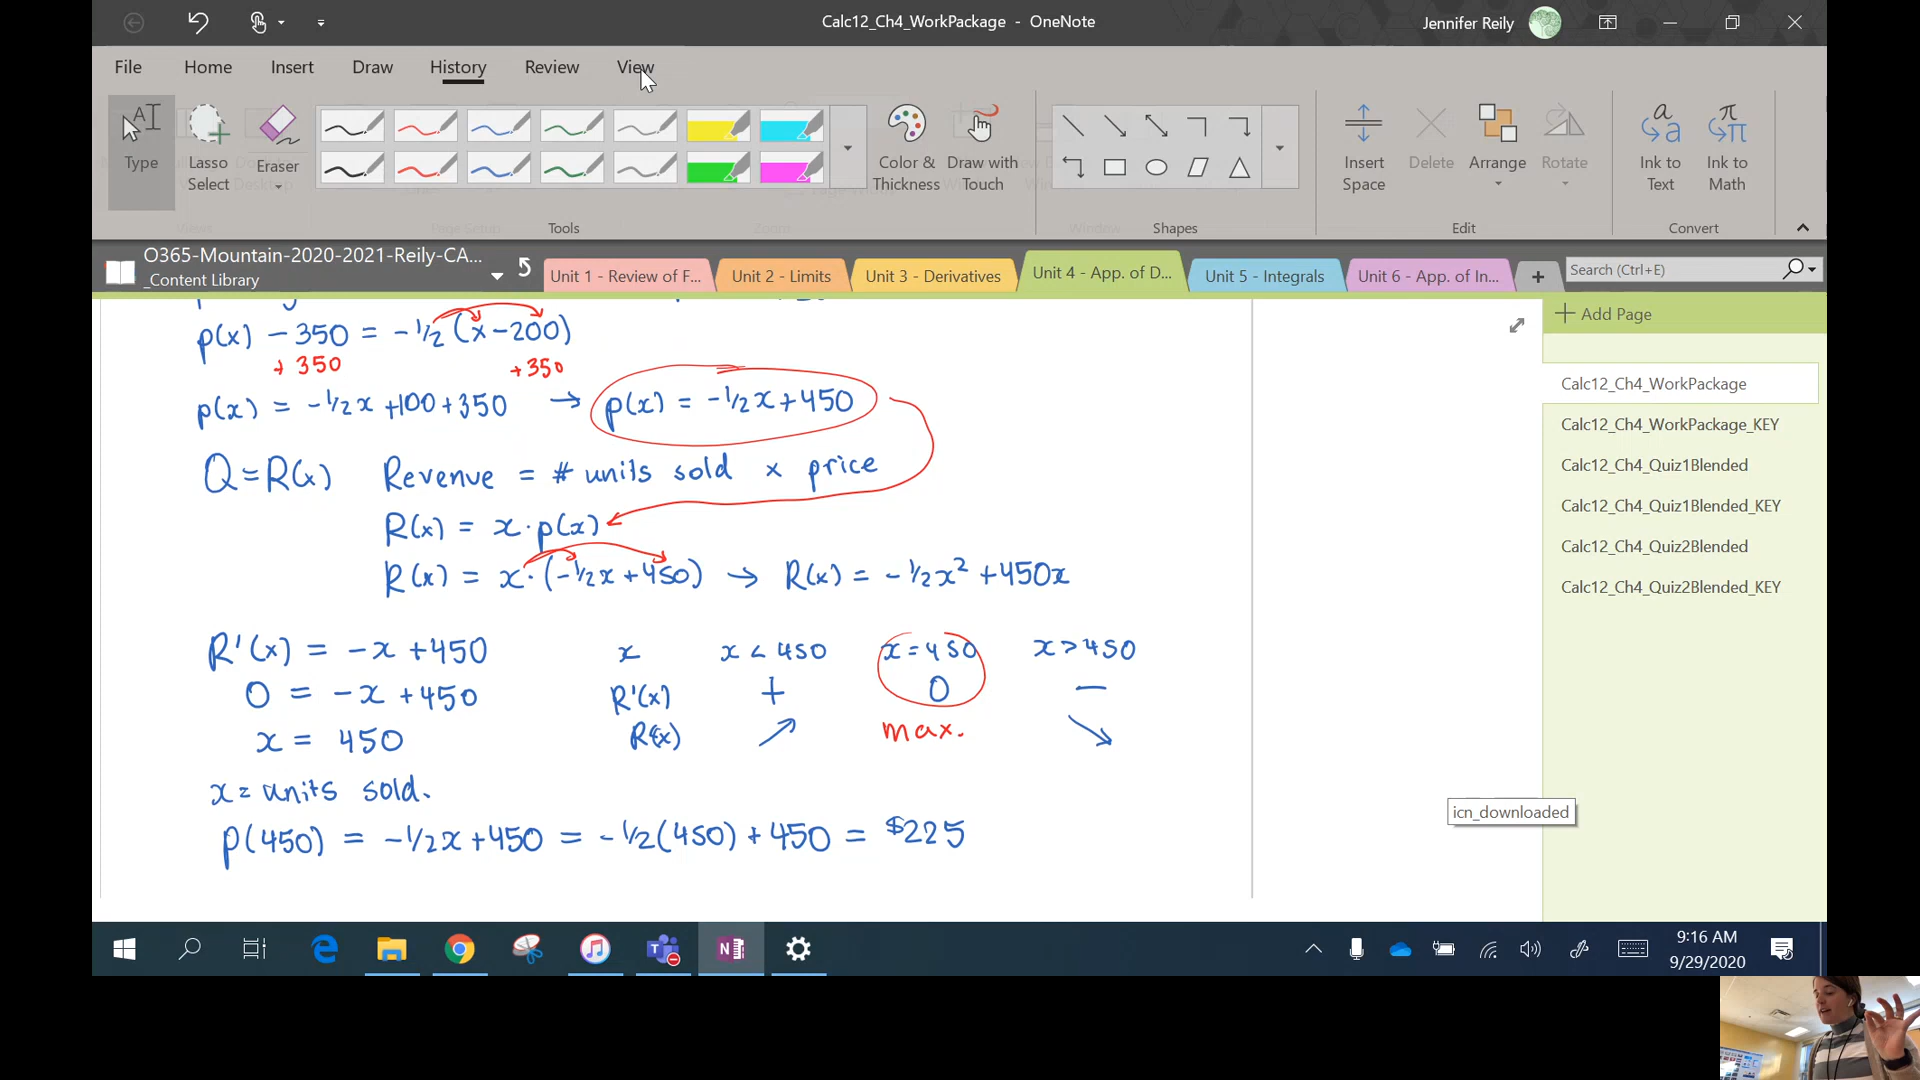 Calc12_Ch4_WorkPackage - OneNote
Jennifer Reily
File Home Insert Draw History Review View
Type
Lasso Select
Eraser
Color & Thickness
Draw with Touch
Insert Space
Delete
Arrange
Rotate
Ink to Text
Ink to Math
Tools
Shapes
Edit
Convert
O365-Mountain-2020-2021-Reily-CA...
_Content Library
Unit 1 - Review of F...
Unit 2 - Limits
Unit 3 - Derivatives
Unit 4 - App. of D...
Unit 5 - Integrals
Unit 6 - App. of In...
+
Search (Ctrl+E)
Add Page
Calc12_Ch4_WorkPackage
Calc12_Ch4_WorkPackage_KEY
Calc12_Ch4_Quiz1Blended
Calc12_Ch4_Quiz1Blended_KEY
Calc12_Ch4_Quiz2Blended
Calc12_Ch4_Quiz2Blended_KEY
p(x) - 350 = -1/2 (x-200)
+ 350 +350
p(x) = -1/2x +100+350 → p(x) = -1/2x+450
Q=R(x) Revenue = # units sold x price
R(x) = x·p(x)
R(x) = x·(-1/2x+450) → R(x) = -1/2x² +450x
R'(x) = -x+450 x x<450 x=450 x>450
0 = -x +450 R'(x) + 0 −
x = 450 R(x) ↗ max. ↘
x= units sold.
p(450) = -1/2x+450 = -1/2(450)+450 = $225
icn_downloaded
9:16 AM
9/29/2020